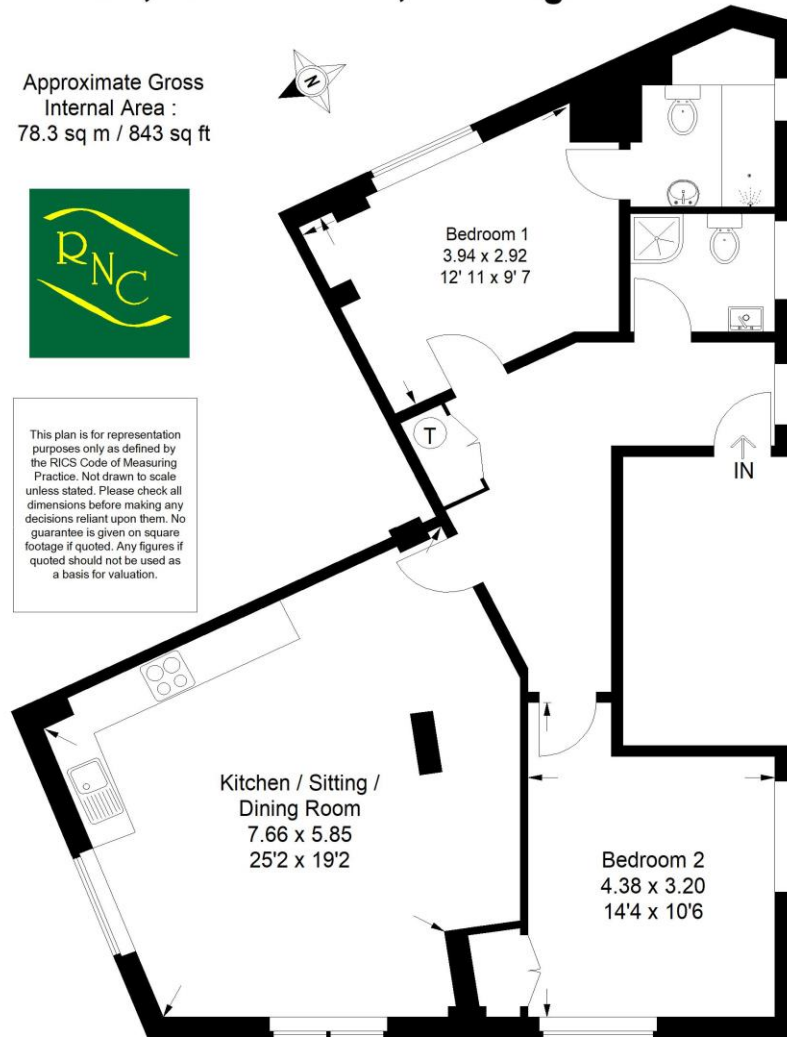 Approximate Gross
Internal Area :
78.3 sq m / 843 sq ft
N
RNC
This plan is for representation
purposes only as defined by
the RICS Code of Measuring
Practice. Not drawn to scale
unless stated. Please check all
dimensions before making any
decisions reliant upon them. No
guarantee is given on square
footage if quoted. Any figures if
quoted should not be used as
a basis for valuation.
Bedroom 1
3.94 x 2.92
12' 11 x 9' 7
T
IN
Kitchen / Sitting /
Dining Room
7.66 x 5.85
25'2 x 19'2
Bedroom 2
4.38 x 3.20
14'4 x 10'6